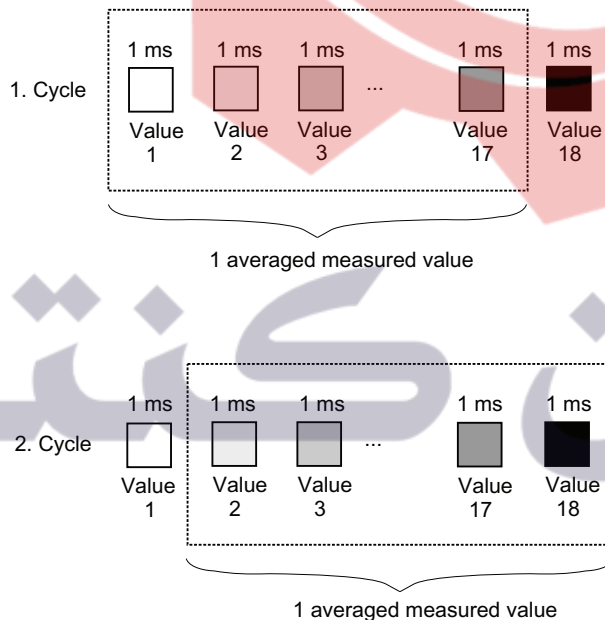 1 ms 1 ms 1 ms 1 ms 1 ms
1. Cycle ...
Value Value Value Value Value
1 2 3 17 18
1 averaged measured value
1 ms 1 ms 1 ms 1 ms 1 ms
2. Cycle ...
Value Value Value Value Value
1 2 3 17 18
1 averaged measured value